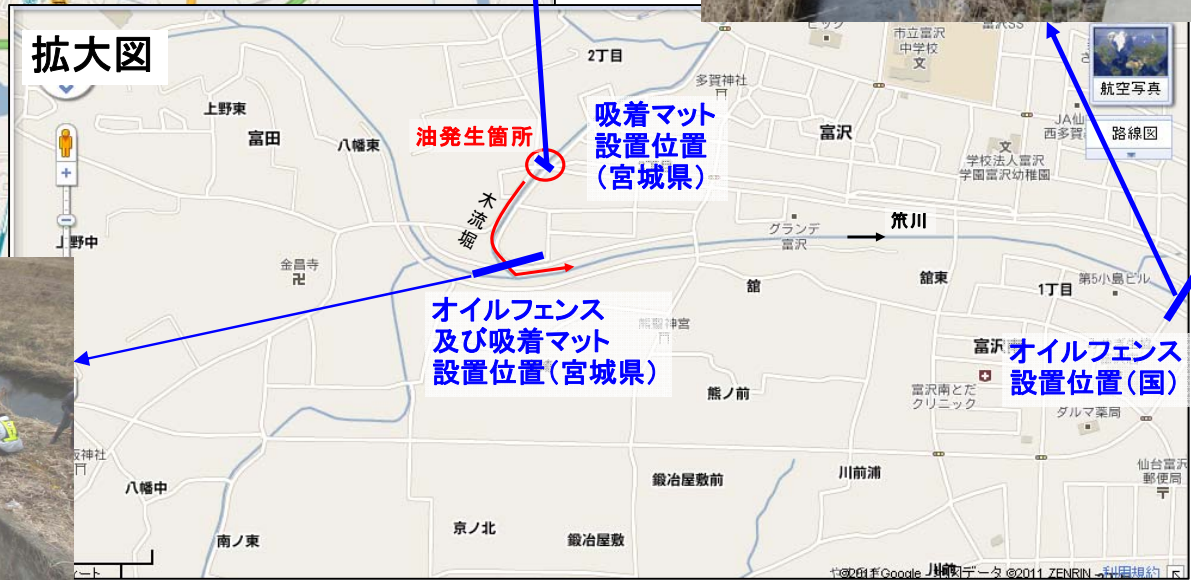 拡大図
2丁目
市立富沢
中学校
文
航空写真
路線図
多賀神社
上野東
富田
八幡東
油発生箇所
吸着マット
設置位置
(宮城県)
富沢
JA仙
西多賀
文
学校法人富沢
学園富沢幼稚園
木流堀
グランデ
富沢
笊川
上野中
金昌寺
卍
舘
舘東
1丁目
第5小島ビル
オイルフェンス
及び吸着マット
設置位置(宮城県)
富沢
オイルフェンス
設置位置(国)
熊ノ前
富沢南とだ
クリニック
ダルマ薬局
八幡中
鍛冶屋敷前
川前浦
仙台富沢
郵便局
南ノ東
京ノ北
鍛冶屋敷
©2011 Google - 地図データ ©2011 ZENRIN - 利用規約